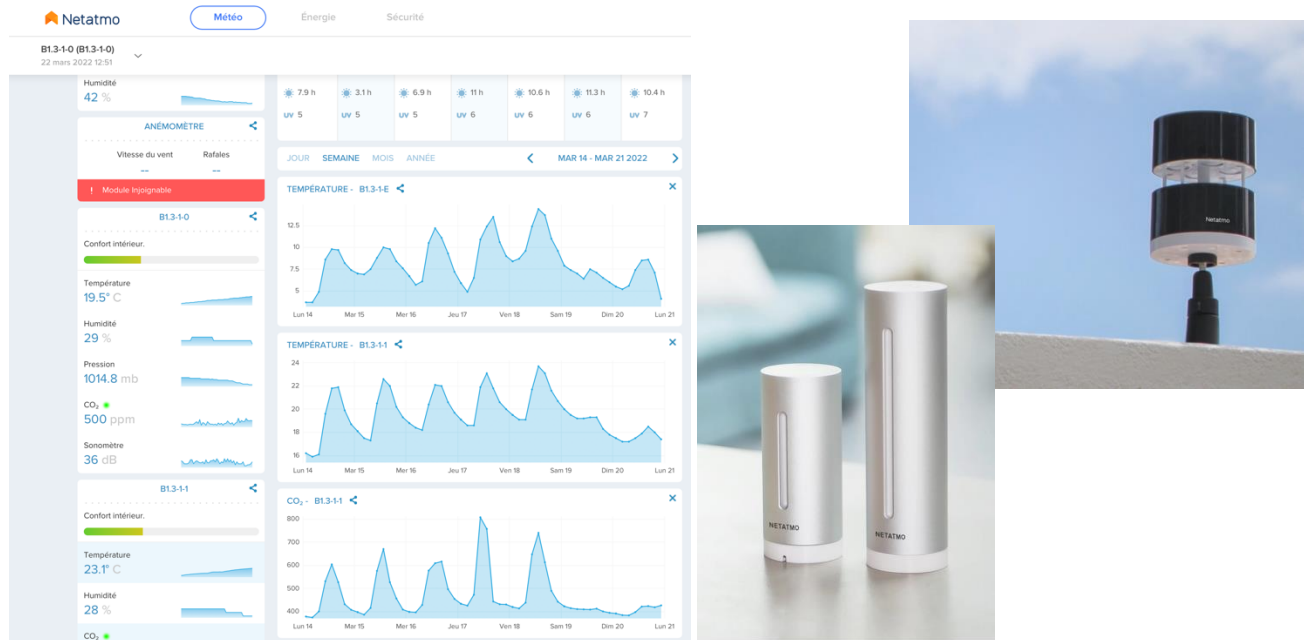 Netatmo
Météo
Énergie
Sécurité
B1.3-1-0 (B1.3-1-0)
22 mars 2022 12:51
Humidité
42 %
ANÉMOMÈTRE
Vitesse du vent
Rafales
--
--
! Module Injoignable
B1.3-1-0
Confort intérieur.
Température
19.5° C
Humidité
29 %
Pression
1014.8 mb
CO₂
500 ppm
Sonomètre
36 dB
B1.3-1-1
Confort intérieur.
Température
23.1° C
Humidité
28 %
CO₂
7.9 h
3.1 h
6.9 h
11 h
10.6 h
11.3 h
10.4 h
UV 5
UV 5
UV 5
UV 6
UV 6
UV 6
UV 7
JOUR SEMAINE MOIS ANNÉE
MAR 14 - MAR 21 2022
TEMPÉRATURE - B1.3-1-E
12.5
10
7.5
5
Lun 14 Mar 15 Mer 16 Jeu 17 Ven 18 Sam 19 Dim 20 Lun 21
TEMPÉRATURE - B1.3-1-1
24
22
20
18
16
Lun 14 Mar 15 Mer 16 Jeu 17 Ven 18 Sam 19 Dim 20 Lun 21
CO₂ - B1.3-1-1
800
700
600
500
400
Lun 14 Mar 15 Mer 16 Jeu 17 Ven 18 Sam 19 Dim 20 Lun 21
NETATMO
NETATMO
Netatmo